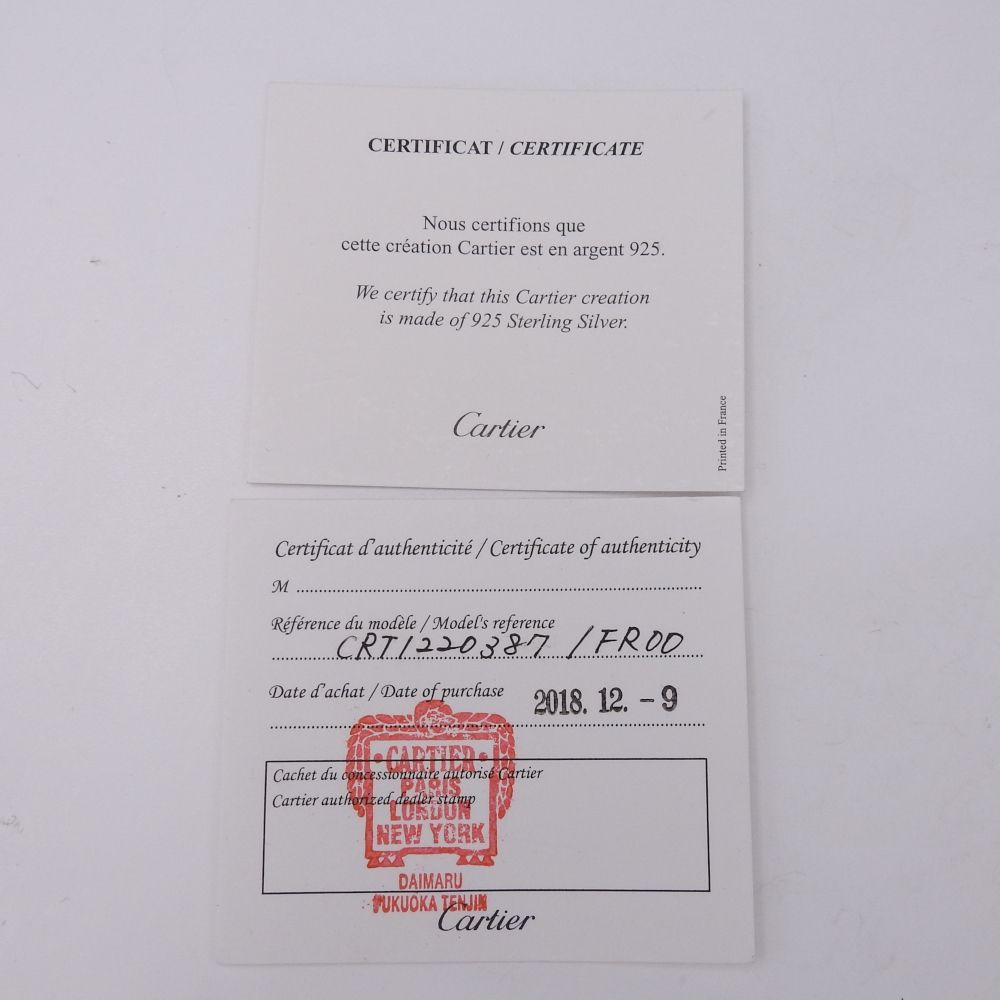 CERTIFICAT / CERTIFICATE
Nous certifions que
cette création Cartier est en argent 925.
We certify that this Cartier creation
is made of 925 Sterling Silver.
Cartier
Printed in France
Certificat d'authenticité / Certificate of authenticity
M
Référence du modèle / Model's reference
CRT1220387 / FR00
Date d'achat / Date of purchase
2018. 12. - 9
Cachet du concessionnaire autorisé Cartier
Cartier authorized dealer stamp
• CARTIER •
PARIS
LONDON
NEW YORK
DAIMARU
FUKUOKA TENJIN
Cartier